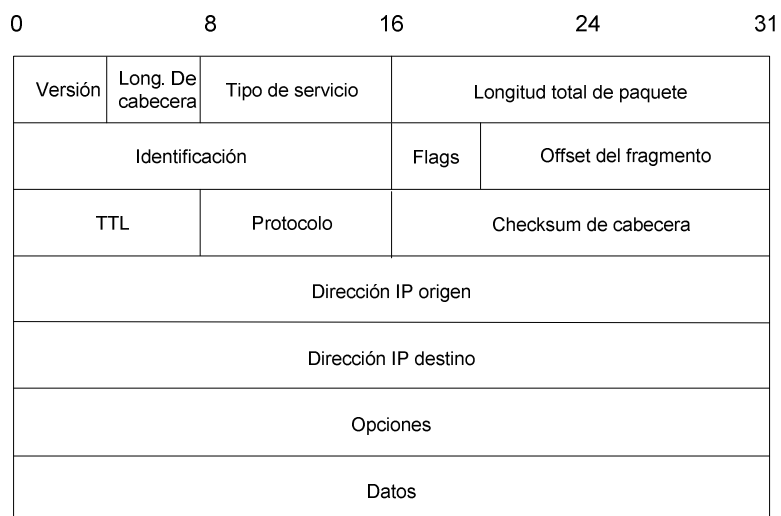 0 8 16 24 31
Versión Long. De cabecera Tipo de servicio Longitud total de paquete
Identificación Flags Offset del fragmento
TTL Protocolo Checksum de cabecera
Dirección IP origen
Dirección IP destino
Opciones
Datos